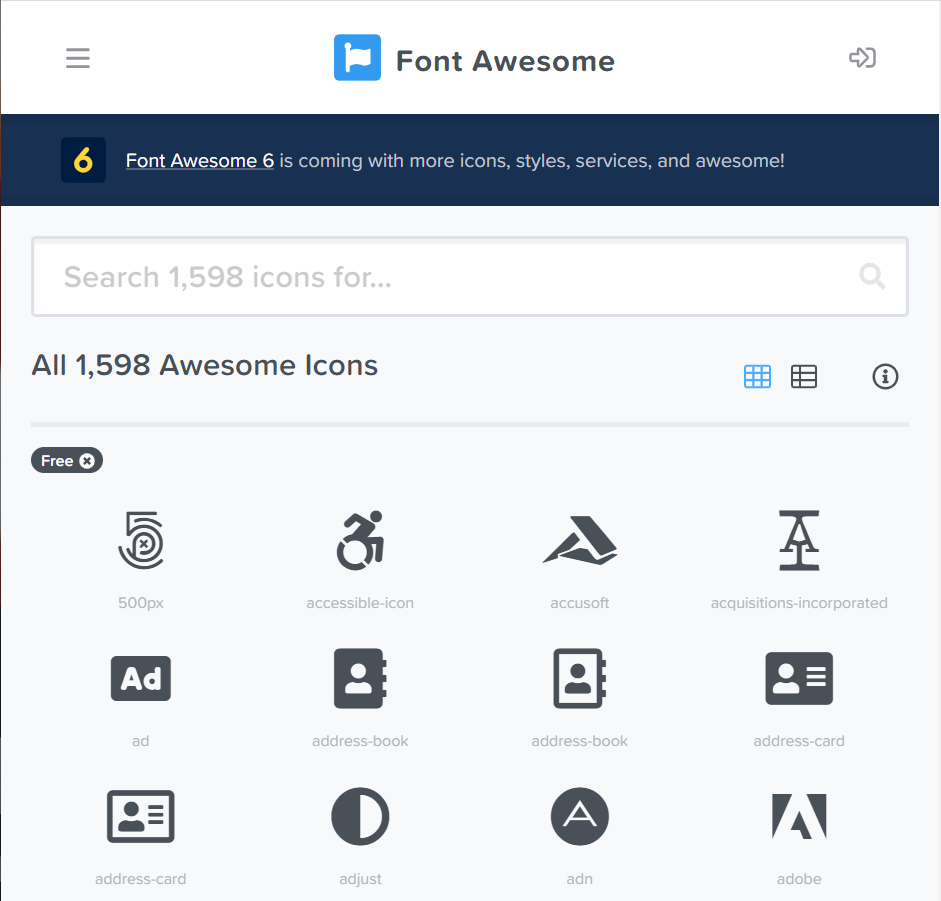 Font Awesome
6
Font Awesome 6 is coming with more icons, styles, services, and awesome!
Search 1,598 icons for...
All 1,598 Awesome Icons
Free
500px
accessible-icon
accusoft
acquisitions-incorporated
Ad
ad
address-book
address-book
address-card
address-card
adjust
adn
adobe